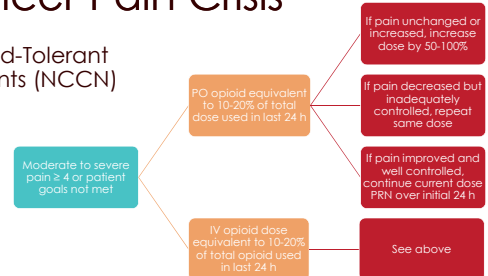 Pain Crisis
Tolerant
(NCCN)
Moderate to severe
pain ≥ 4 or patient
goals not met
PO opioid equivalent
to 10-20% of total
dose used in last 24 h
IV opioid dose
equivalent to 10-20%
of total opioid used
in last 24 h
If pain unchanged or
increased, increase
dose by 50-100%
If pain decreased but
inadequately
controlled, repeat
same dose
If pain improved and
well controlled,
continue current dose
PRN over initial 24 h
See above